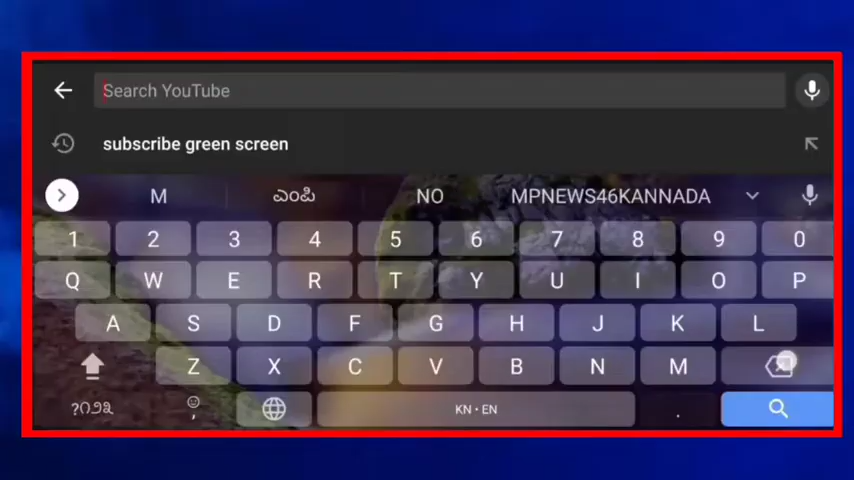 Search YouTube
subscribe green screen
M ಎಂಪಿ NO MPNEWS46KANNADA
1 2 3 4 5 6 7 8 9 0
Q W E R T Y U I O P
A S D F G H J K L
Z X C V B N M
?೧೨೩ , KN • EN .